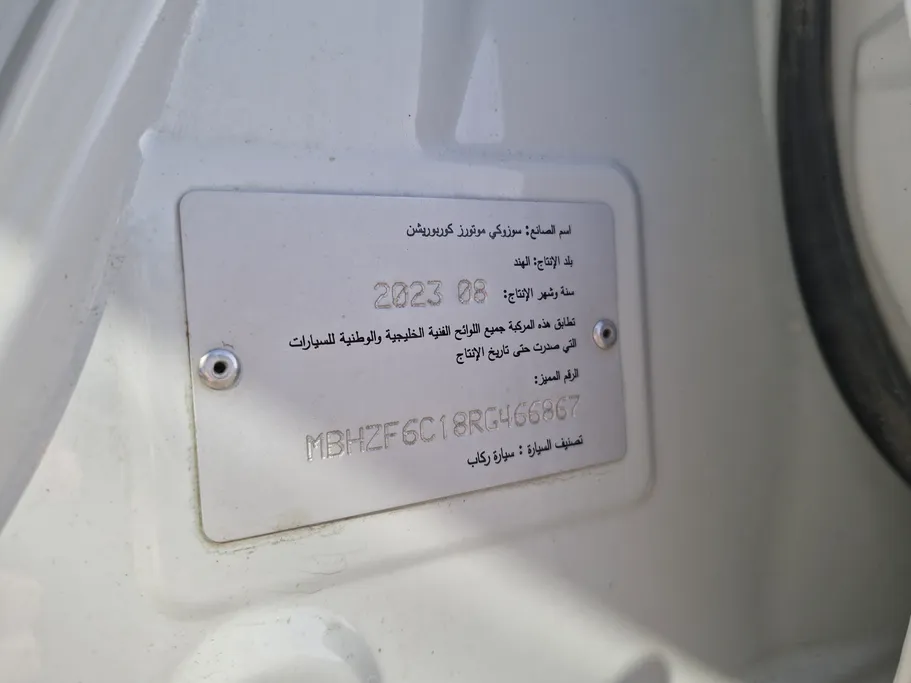 اسم الصانع: سوزوكي موتورز كوربوريشن
بلد الإنتاج: الهند
سنة وشهر الإنتاج: 2023 08
تطابق هذه المركبة جميع اللوائح الفنية الخليجية والوطنية للسيارات
التي صدرت حتى تاريخ الإنتاج
الرقم المميز:
MBHZF6C18RG466867
تصنيف السيارة : سيارة ركاب